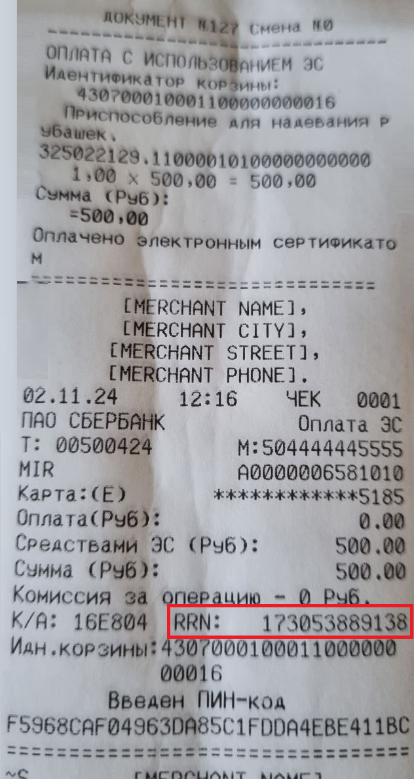 ДОКУМЕНТ №127 Смена №0
ОПЛАТА С ИСПОЛЬЗОВАНИЕМ ЭС
Идентификатор корзины:
43070001000110000000016
Приспособление для надевания Р
убашек.
325022129.11000010100000000000
1,00 x 500,00 = 500,00
Сумма (Руб):
=500,00
Оплачено электронным сертификато
м
================================
[MERCHANT NAME],
[MERCHANT CITY],
[MERCHANT STREET],
[MERCHANT PHONE].
02.11.24 12:16 ЧЕК 0001
ПАО СБЕРБАНК Оплата ЭС
Т: 00500424 М:504444445555
MIR A0000006581010
Карта:(E) ************5185
Оплата(Руб): 0.00
Средствами ЭС (Руб): 500.00
Сумма (Руб): 500.00
Комиссия за операцию - 0 Руб.
К/А: 16E804 RRN: 173053889138
Идн.корзины:43070001000110000000
00016
Введен ПИН-код
F5968CAF04963DA85C1FDDA4EBE411BC
================================
~S [MERCHANT NAME]